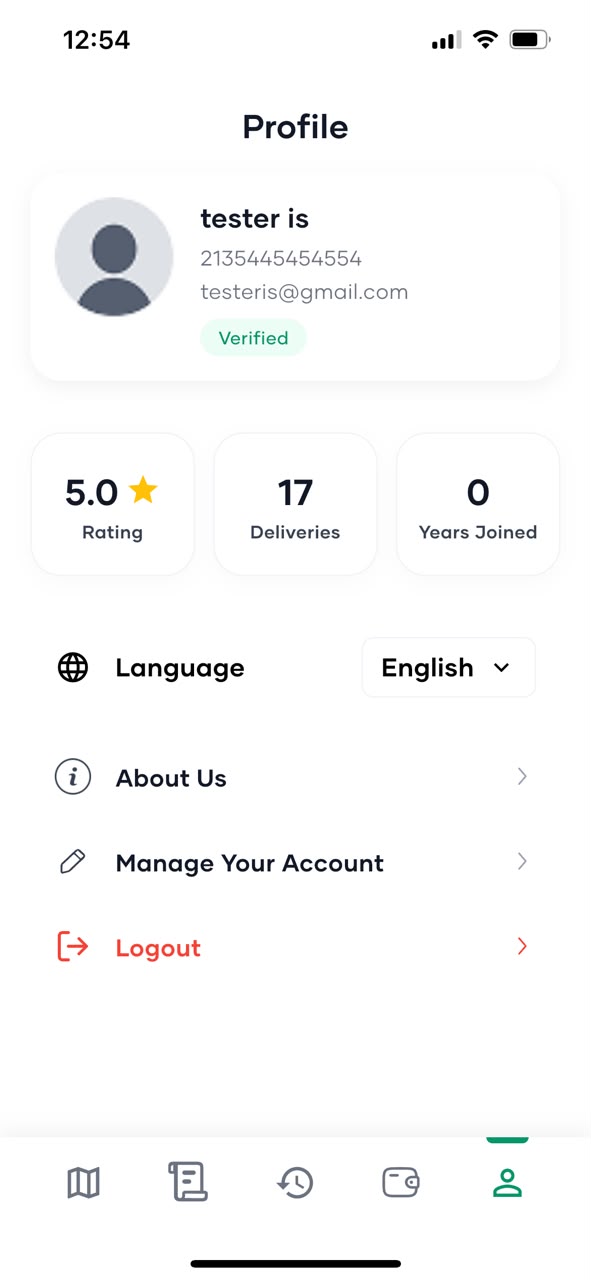 12:54
Profile
tester is
2135445454554
testeris@gmail.com
Verified
5.0
Rating
17
Deliveries
0
Years Joined
Language
English
About Us
Manage Your Account
Logout